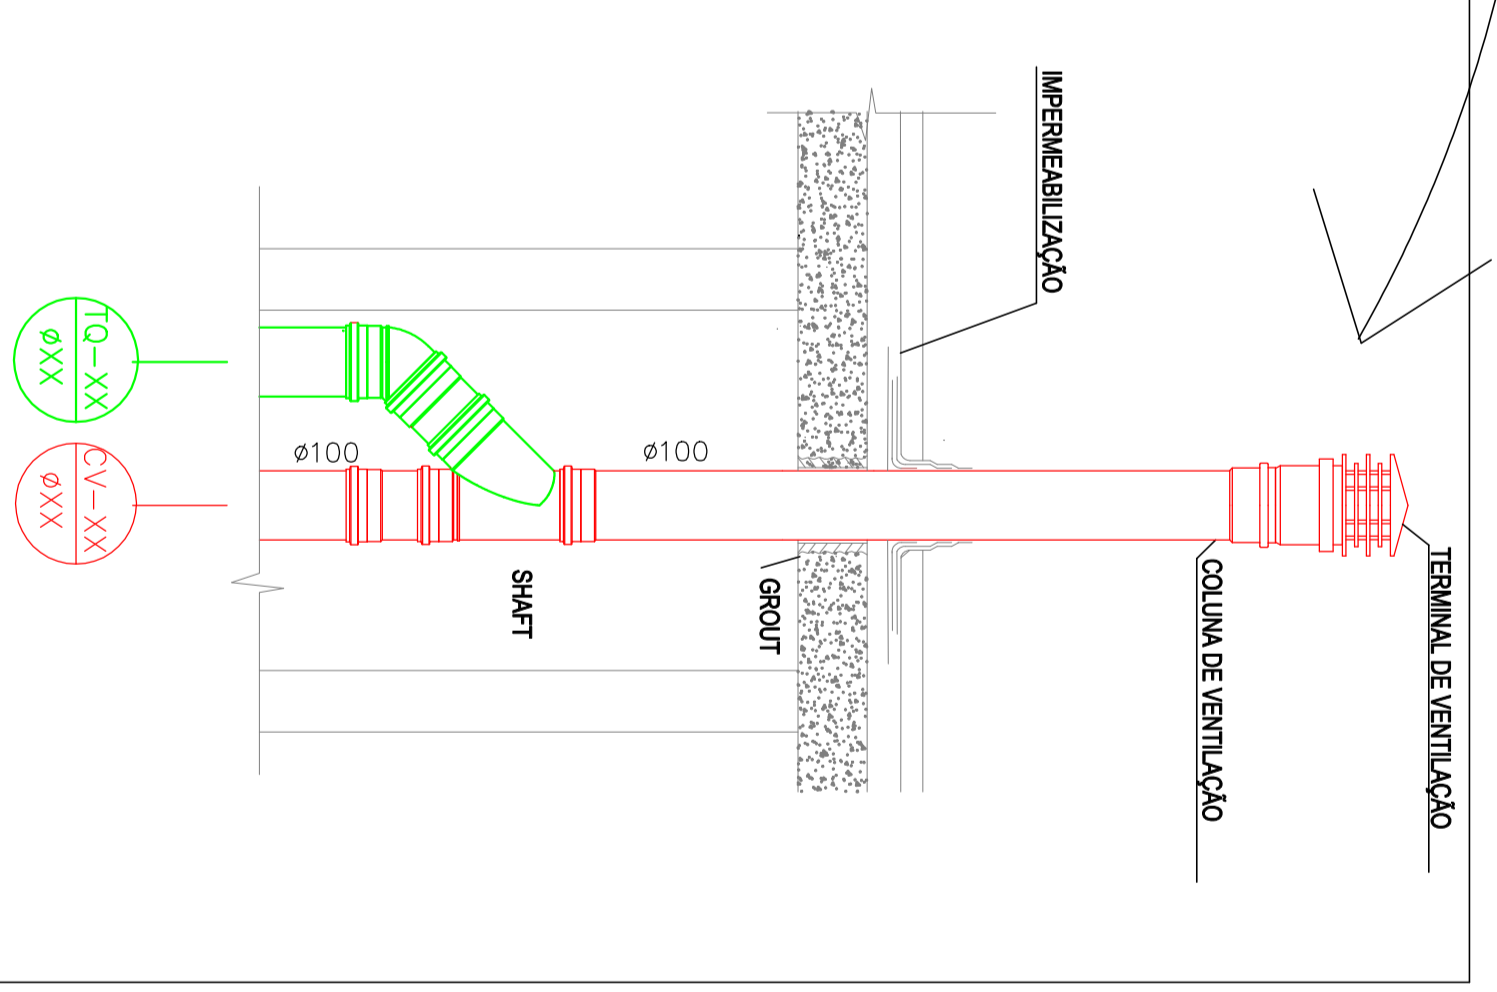 IMPERMEABILIZAÇÃO
TQ-XX
øXX
CV-XX
øXX
ø100
ø100
SHAFT
GROUT
COLUNA DE VENTILAÇÃO
TERMINAL DE VENTILAÇÃO